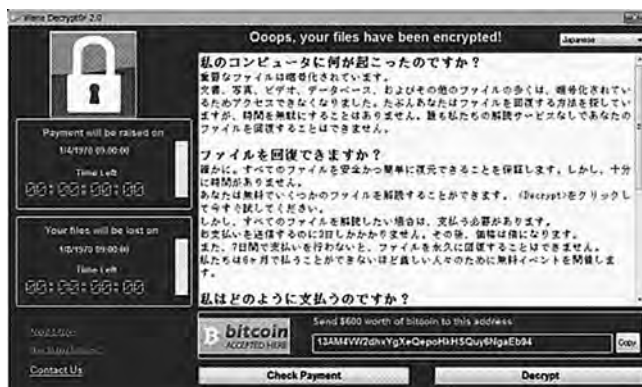 Wana Decrypt0r 2.0
Ooops, your files have been encrypted!
Japanese
Payment will be raised on
1/4/1970 09:00:00
Time Left
00:00:00:00
Your files will be lost on
1/8/1970 09:00:00
Time Left
00:00:00:00
Contact Us
私のコンピュータに何が起こったのですか？
重要なファイルは暗号化されています。
文書、写真、ビデオ、データベース、およびその他のファイルの多くは、暗号化されてい
るためアクセスできなくなりました。たぶんあなたはファイルを回復する方法を探してい
ますが、時間を無駄にすることはありません。誰も私たちの解読サービスなしであなたの
ファイルを回復することはできません。
ファイルを回復できますか？
確かに。すべてのファイルを安全かつ簡単に復元できることを保証します。しかし、十分
に時間がありません。
あなたは無料でいくつかのファイルを解読することができます。 <Decrypt>をクリックし
て今すぐ試してください。
しかし、すべてのファイルを解読したい場合は、支払う必要があります。
お支払いを送信するのに3日しかかかりません。その後、価格は倍になります。
また、7日間で支払いを行わないと、ファイルを永久に回復することはできません。
私たちは6ヶ月で払うことができないほど貧しい人々のために無料イベントを開催しま
す。
私はどのように支払うのですか？
bitcoin
ACCEPTED HERE
Send $600 worth of bitcoin to this address:
13AM4VW2dhxYgXeQepoHkHSQuy6NgaEb94
Copy
Check Payment
Decrypt